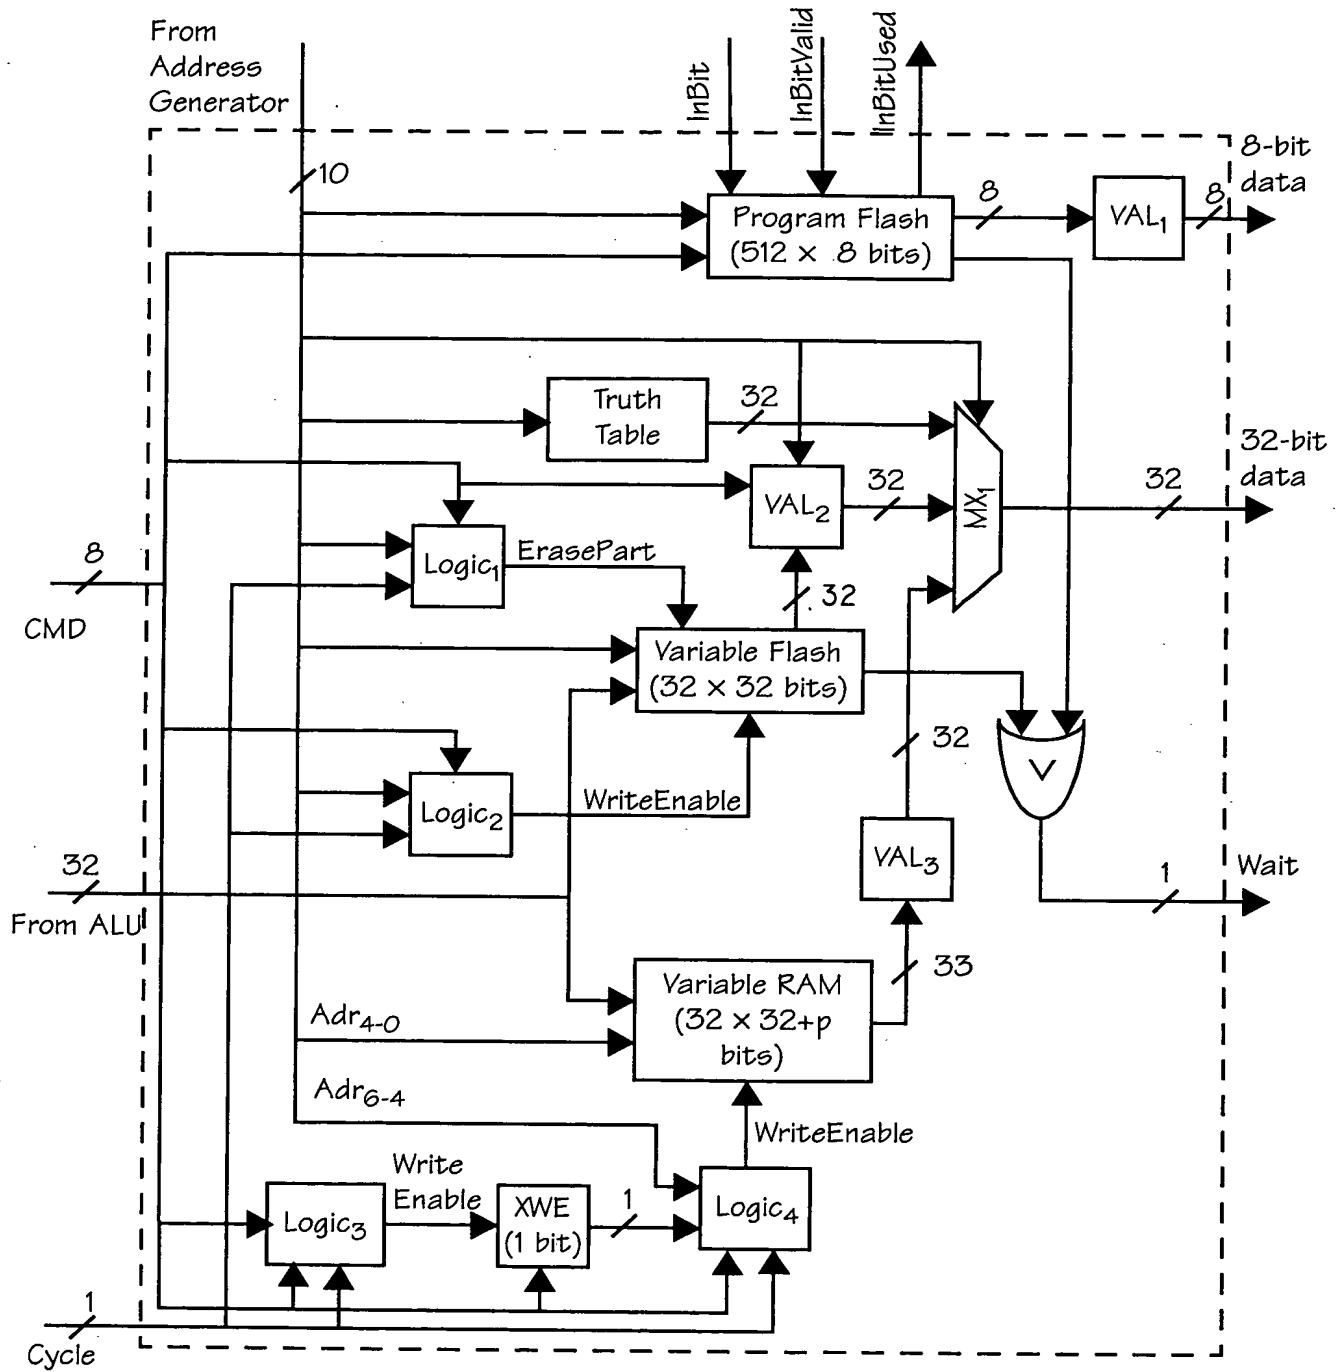 From
Address
Generator
InBit
InBitValid
InBitUsed
10
8-bit
data
Program Flash
(512 × 8 bits)
8
VAL1
8
Truth
Table
32
32-bit
data
VAL2
32
MX1
32
8
CMD
Logic1
ErasePart
32
Variable Flash
(32 × 32 bits)
32
V
Logic2
WriteEnable
VAL3
32
From ALU
1
Wait
33
Variable RAM
(32 × 32+p
bits)
Adr4-0
Adr6-4
WriteEnable
Write
Enable
Logic3
XWE
(1 bit)
1
Logic4
1
Cycle